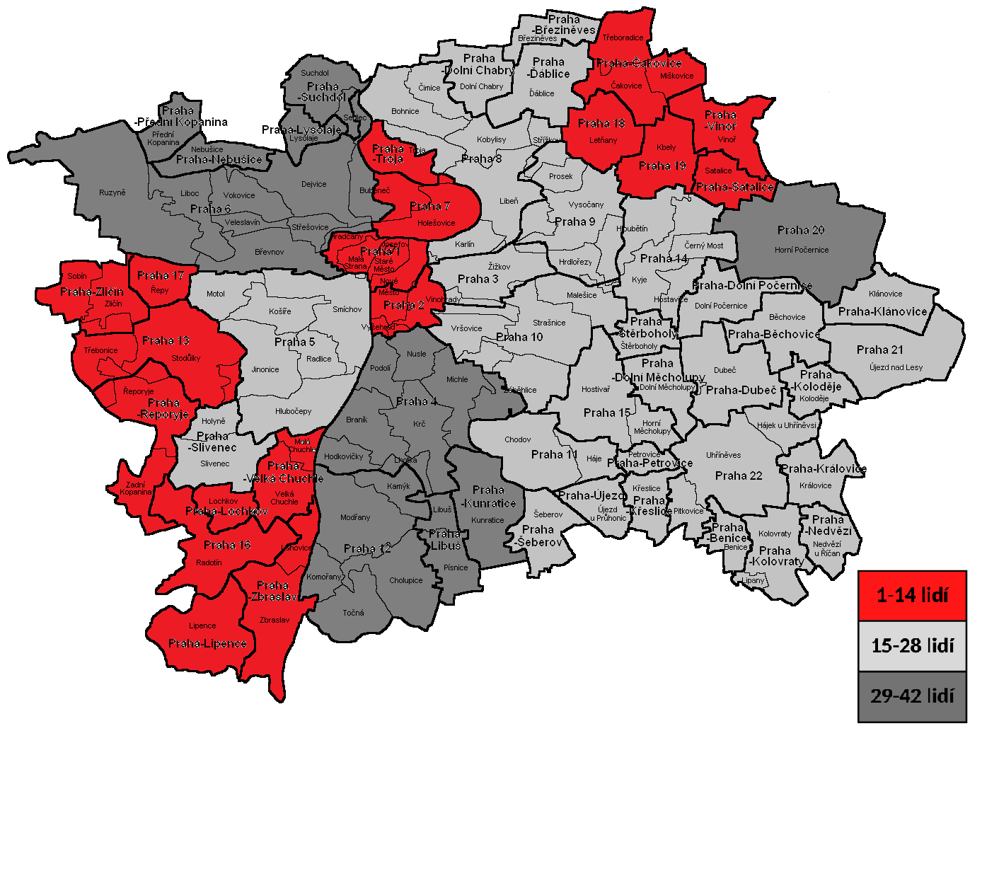 Praha
-Březiněves
Březiněves
Třeboradice
Praha-Čakovice
Miškovice
Čakovice
Praha
-Dolní Chabry
Dolní Chabry
Praha
-Ďáblice
Ďáblice
Čimice
Bohnice
Suchdol
Praha
-Suchdol
Sedlec
Praha
-Přední Kopanina
Přední
Kopanina
Praha-Lysolaje
Lysolaje
Nebušice
Praha-Nebušice
Praha
-Troja
Troja
Kobylisy
Střížkov
Praha 8
Praha 18
Letňany
Kbely
Praha 19
Praha
-Vinoř
Vinoř
Satalice
Praha-Satalice
Prosek
Vysočany
Praha 9
Libeň
Karlín
Hrdlořezy
Ruzyně
Liboc
Vokovice
Dejvice
Bubeneč
Praha 6
Veleslavín
Střešovice
Břevnov
Praha 7
Holešovice
Hradčany
Josefov
Praha 1
Malá
Strana
Staré
Město
Nové
Město
Praha 2
Vinohrady
Vyšehrad
Praha 3
Žižkov
Hloubětín
Černý Most
Praha 14
Kyje
Hostavice
Praha 20
Horní Počernice
Praha-Dolní Počernice
Dolní Počernice
Klánovice
Praha-Klánovice
Běchovice
Praha-Běchovice
Praha 21
Újezd nad Lesy
Sobín
Praha-Zličín
Zličín
Praha 17
Řepy
Praha 13
Třebonice
Stodůlky
Řeporyje
Praha
-Řeporyje
Motol
Košíře
Smíchov
Praha 5
Jinonice
Radlice
Hlubočepy
Malešice
Strašnice
Vršovice
Praha 10
Záběhlice
Praha
-Štěrboholy
Štěrboholy
Praha
-Dolní Měcholupy
Dolní Měcholupy
Dubeč
Praha-Dubeč
Praha
-Koloděje
Koloděje
Hostivař
Praha 15
Horní
Měcholupy
Petrovice
Praha-Petrovice
Podolí
Nusle
Michle
Praha 4
Braník
Krč
Hodkovičky
Lhotka
Chodov
Praha 11
Háje
Hájek u Uhříněvsi
Uhříněves
Praha 22
Pitkovice
Praha-Královice
Královice
Holyně
Praha
-Slivenec
Slivenec
Malá
Chuchle
Praha
-Velká Chuchle
Velká
Chuchle
Zadní
Kopanina
Lochkov
Praha-Lochkov
Praha 16
Radotín
Lahovice
Praha
-Zbraslav
Zbraslav
Lipence
Praha-Lipence
Kamýk
Modřany
Praha 12
Komořany
Cholupice
Točná
Libuš
Praha
-Libuš
Písnice
Praha
-Kunratice
Kunratice
Šeberov
Praha
-Šeberov
Praha-Újezd
Újezd
u Průhonic
Křeslice
Praha
-Křeslice
Praha
-Benice
Benice
Kolovraty
Praha
-Kolovraty
Lipany
Praha
-Nedvězí
Nedvězí
u Říčan
1-14 lidí
15-28 lidí
29-42 lidí